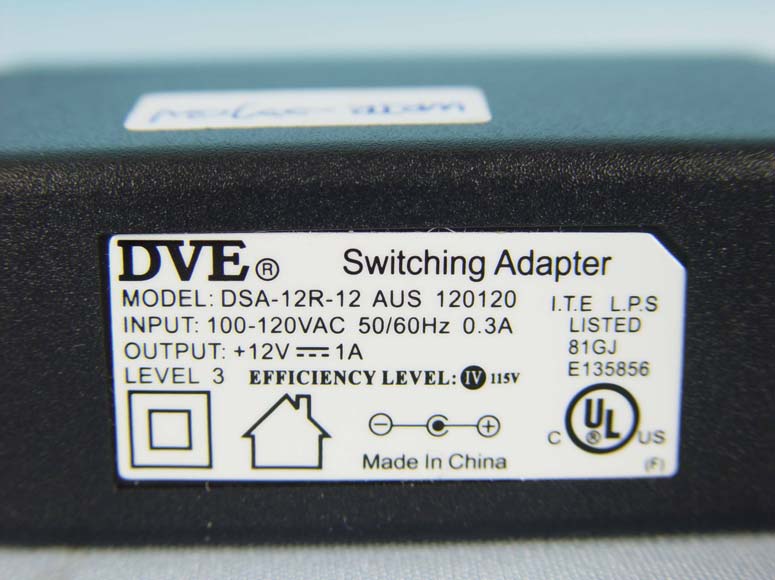 DVE® Switching Adapter
MODEL: DSA-12R-12 AUS 120120
INPUT: 100-120VAC 50/60Hz 0.3A
OUTPUT: +12V⎓1A
LEVEL 3 EFFICIENCY LEVEL: IV 115V
I.T.E L.P.S
LISTED
81GJ
E135856
Made In China
C UL® US
(F)